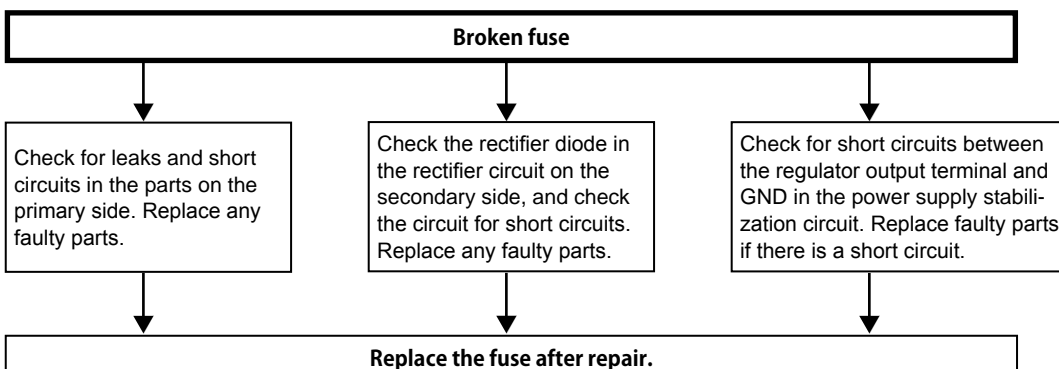 Broken fuse
Check for leaks and short
circuits in the parts on the
primary side. Replace any
faulty parts.
Check the rectifier diode in
the rectifier circuit on the
secondary side, and check
the circuit for short circuits.
Replace any faulty parts.
Check for short circuits between
the regulator output terminal and
GND in the power supply stabili-
zation circuit. Replace faulty parts
if there is a short circuit.
Replace the fuse after repair.